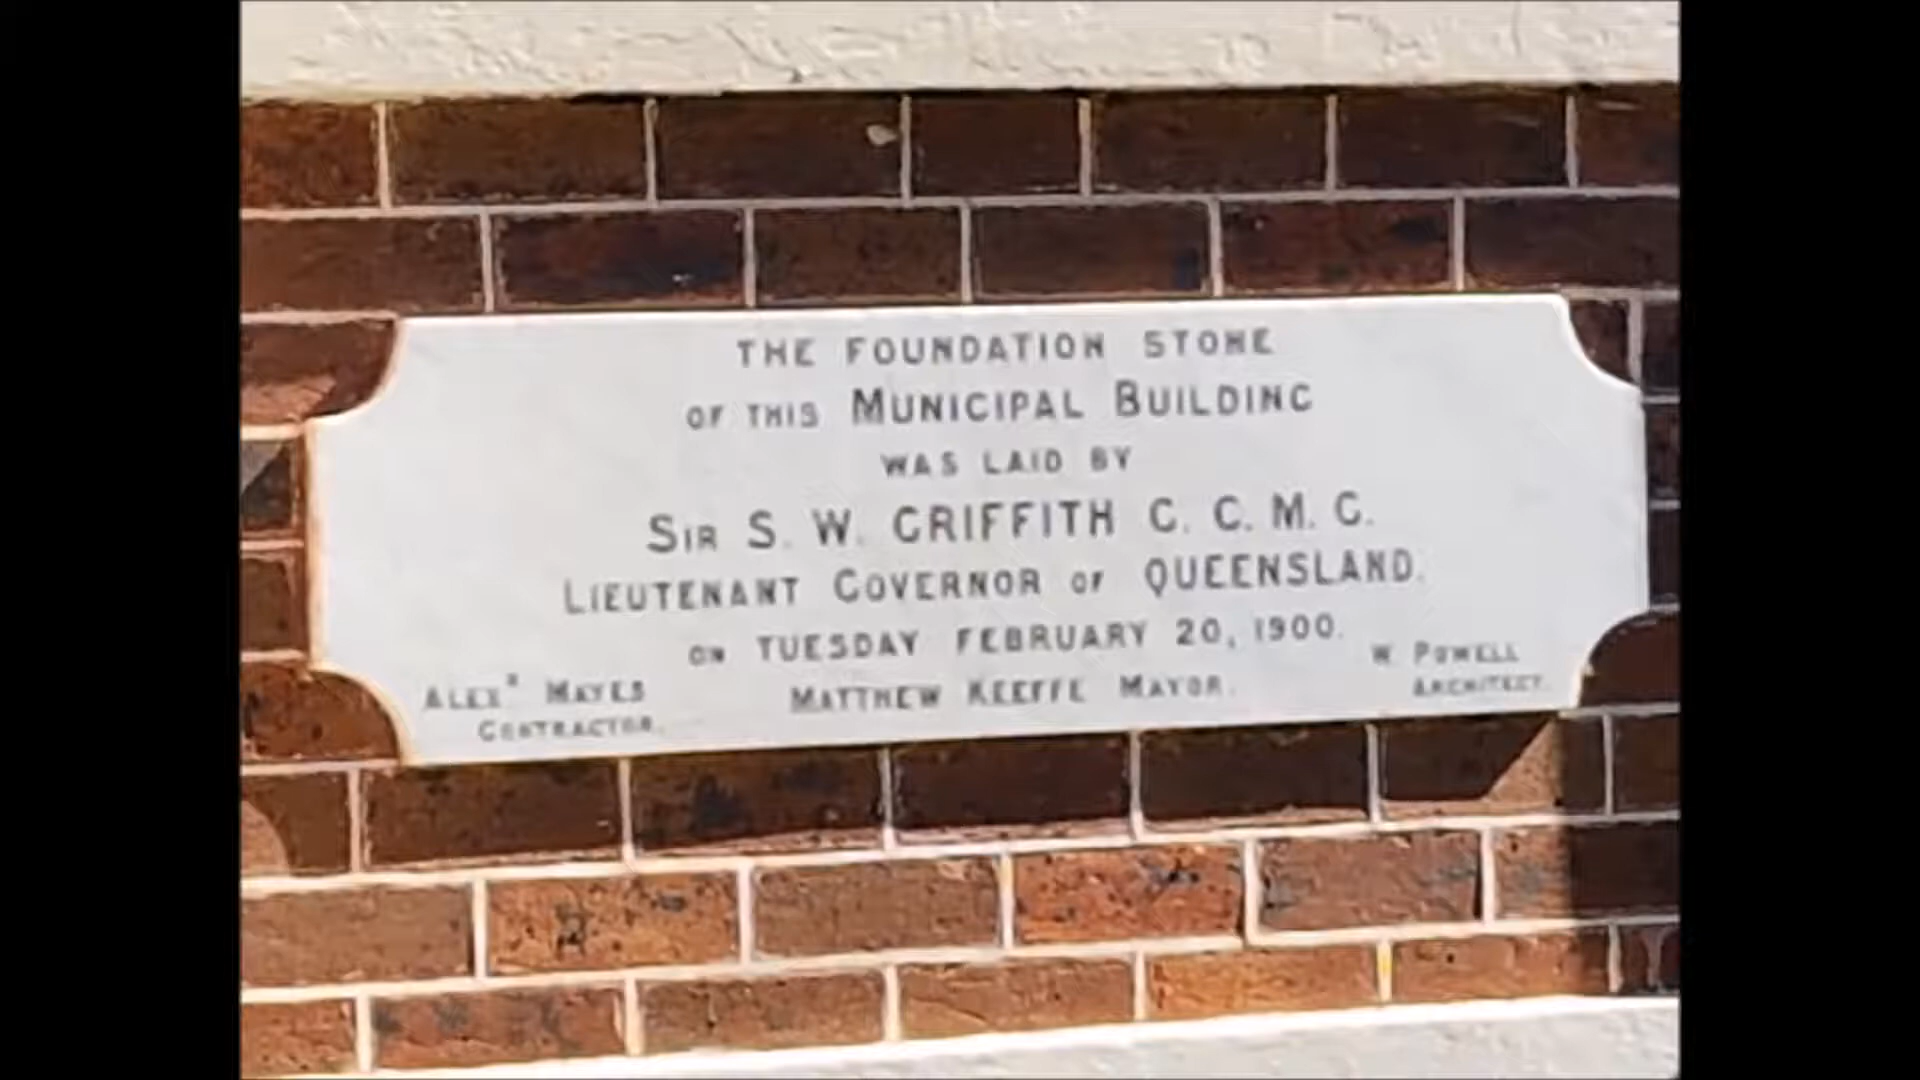 THE FOUNDATION STONE
OF THIS MUNICIPAL BUILDING
WAS LAID BY
SIR S. W. GRIFFITH G. C. M. G.
LIEUTENANT GOVERNOR OF QUEENSLAND.
ON TUESDAY FEBRUARY 20, 1900.
W POWELL
ARCHITECT.
ALEXR MAYES
CONTRACTOR.
MATTHEW KEEFFE MAYOR.